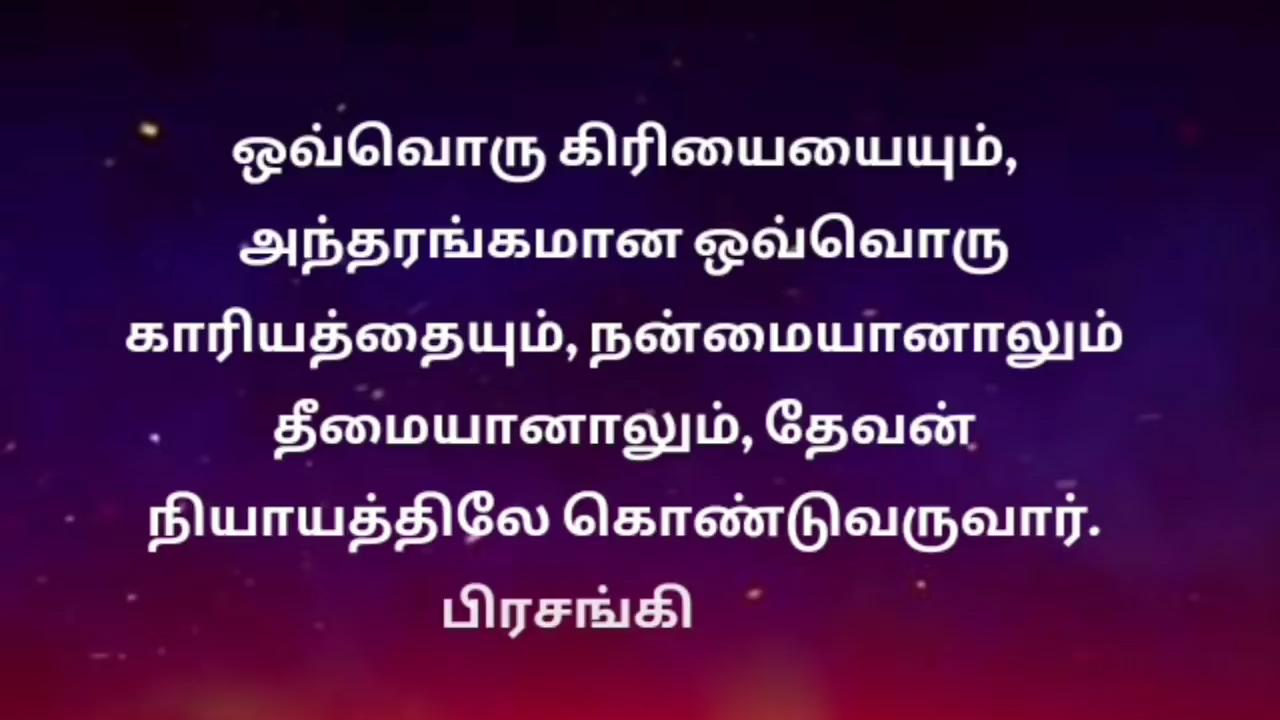 ஒவ்வொரு கிரியையையும்,
அந்தரங்கமான ஒவ்வொரு
காரியத்தையும், நன்மையானாலும்
தீமையானாலும், தேவன்
நியாயத்திலே கொண்டுவருவார்.
பிரசங்கி